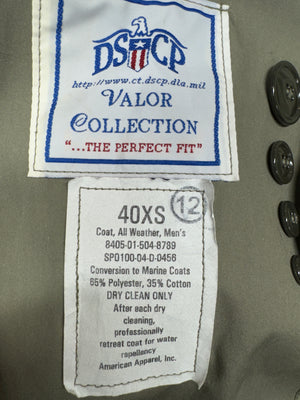 DSCP
http://www.ct.dscp.dla.mil
VALOR
COLLECTION
"...THE PERFECT FIT"
40XS 12
Coat, All Weather, Men's
8405-01-504-8789
SPO100-04-D-0456
Conversion to Marine Coats
65% Polyester, 35% Cotton
DRY CLEAN ONLY
After each dry
cleaning,
professionally
retreat coat for water
repellency
American Apparel, Inc.